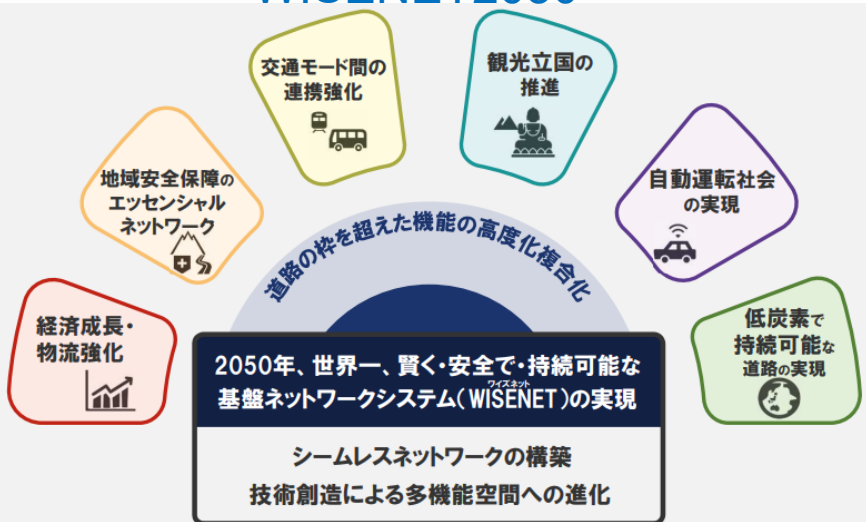 WISENET2050
交通モード間の
連携強化
観光立国の
推進
地域安全保障の
エッセンシャル
ネットワーク
自動運転社会
の実現
道路の枠を超えた機能の高度化複合化
経済成長・
物流強化
低炭素で
持続可能な
道路の実現
2050年、世界一、賢く・安全で・持続可能な
ワイズネット
基盤ネットワークシステム(WISENET)の実現
シームレスネットワークの構築
技術創造による多機能空間への進化